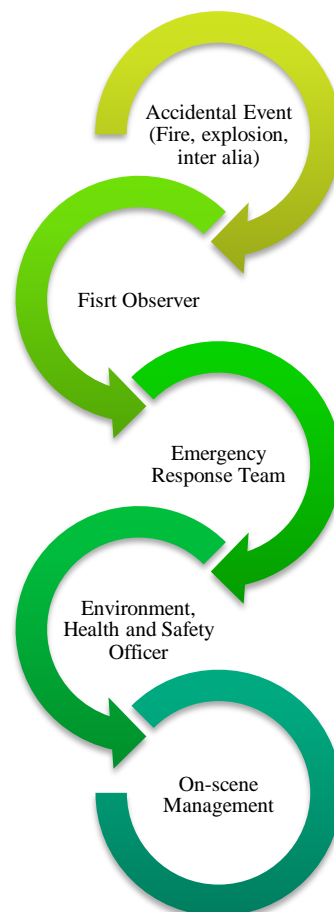 Accidental Event
(Fire, explosion,
inter alia)
Fisrt Observer
Emergency
Response Team
Environment,
Health and Safety
Officer
On-scene
Management